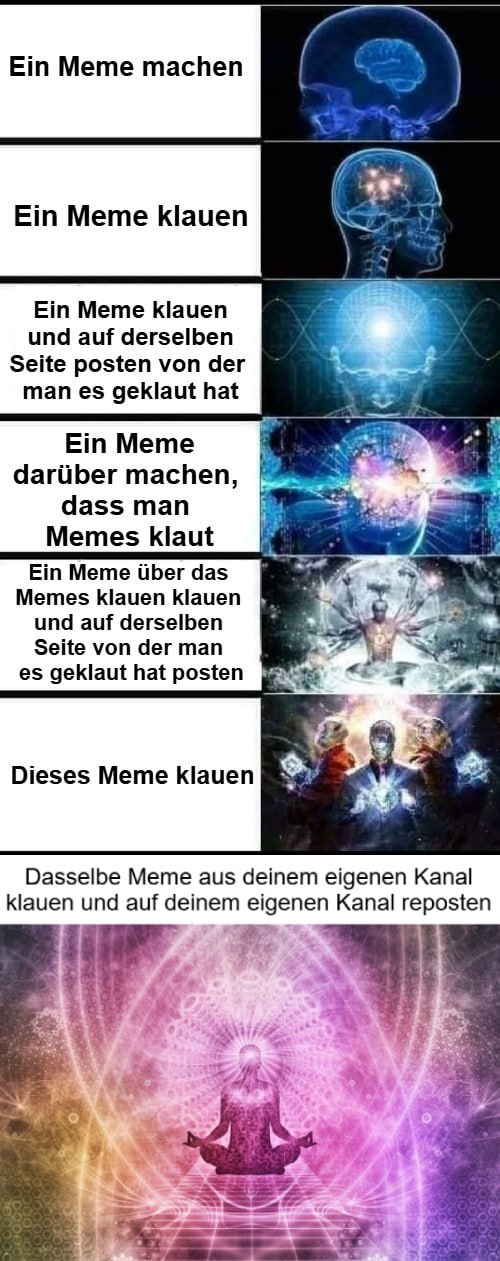 Ein Meme machen
Ein Meme klauen
Ein Meme klauen
und auf derselben
Seite posten von der
man es geklaut hat
Ein Meme
darüber machen,
dass man
Memes klaut
Ein Meme über das
Memes klauen klauen
und auf derselben
Seite von der man
es geklaut hat posten
Dieses Meme klauen
Dasselbe Meme aus deinem eigenen Kanal
klauen und auf deinem eigenen Kanal reposten